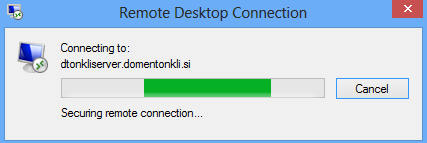 Remote Desktop Connection
Connecting to:
dtonkliserver.domentonkli.si
Cancel
Securing remote connection...